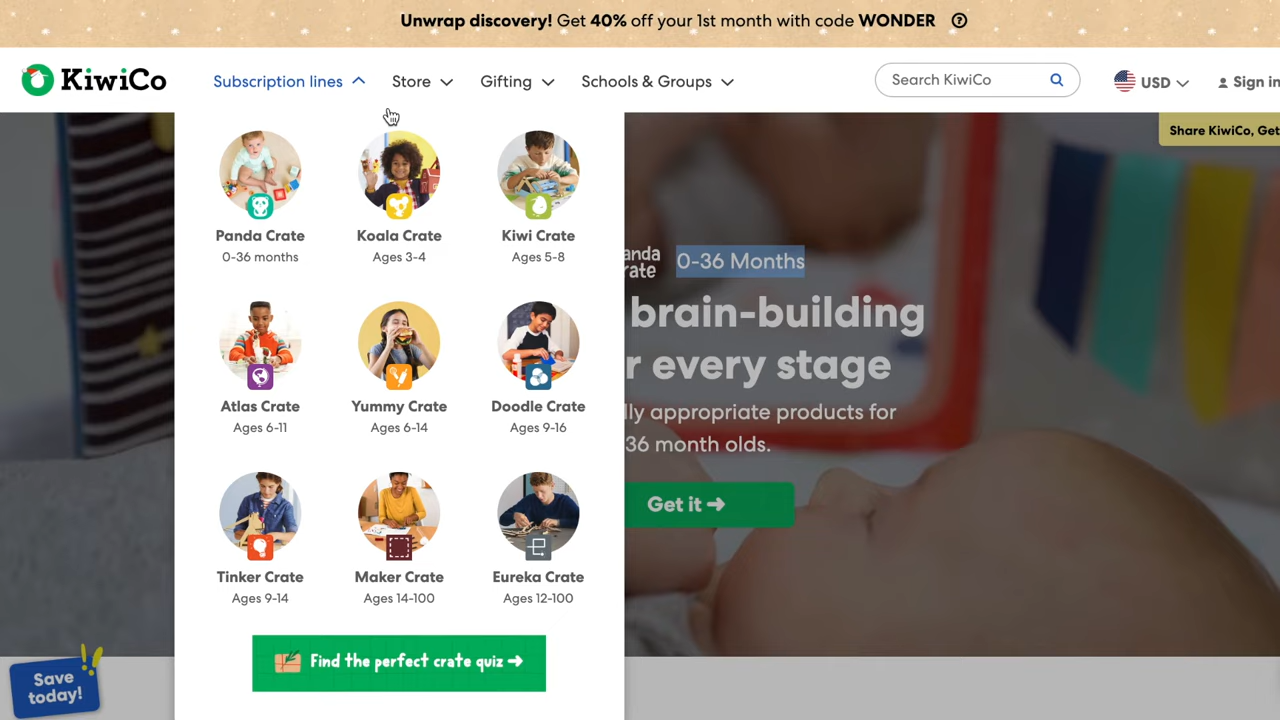 Unwrap discovery! Get 40% off your 1st month with code WONDER ?
KiwiCo
Subscription lines
Store
Gifting
Schools & Groups
Search KiwiCo
USD
Sign in
Share KiwiCo, Get
Panda Crate
0-36 months
Koala Crate
Ages 3-4
Kiwi Crate
Ages 5-8
Atlas Crate
Ages 6-11
Yummy Crate
Ages 6-14
Doodle Crate
Ages 9-16
Tinker Crate
Ages 9-14
Maker Crate
Ages 14-100
Eureka Crate
Ages 12-100
Find the perfect crate quiz →
anda
rate
0-36 Months
brain-building
r every stage
lly appropriate products for
36 month olds.
Get it →
Save
today!